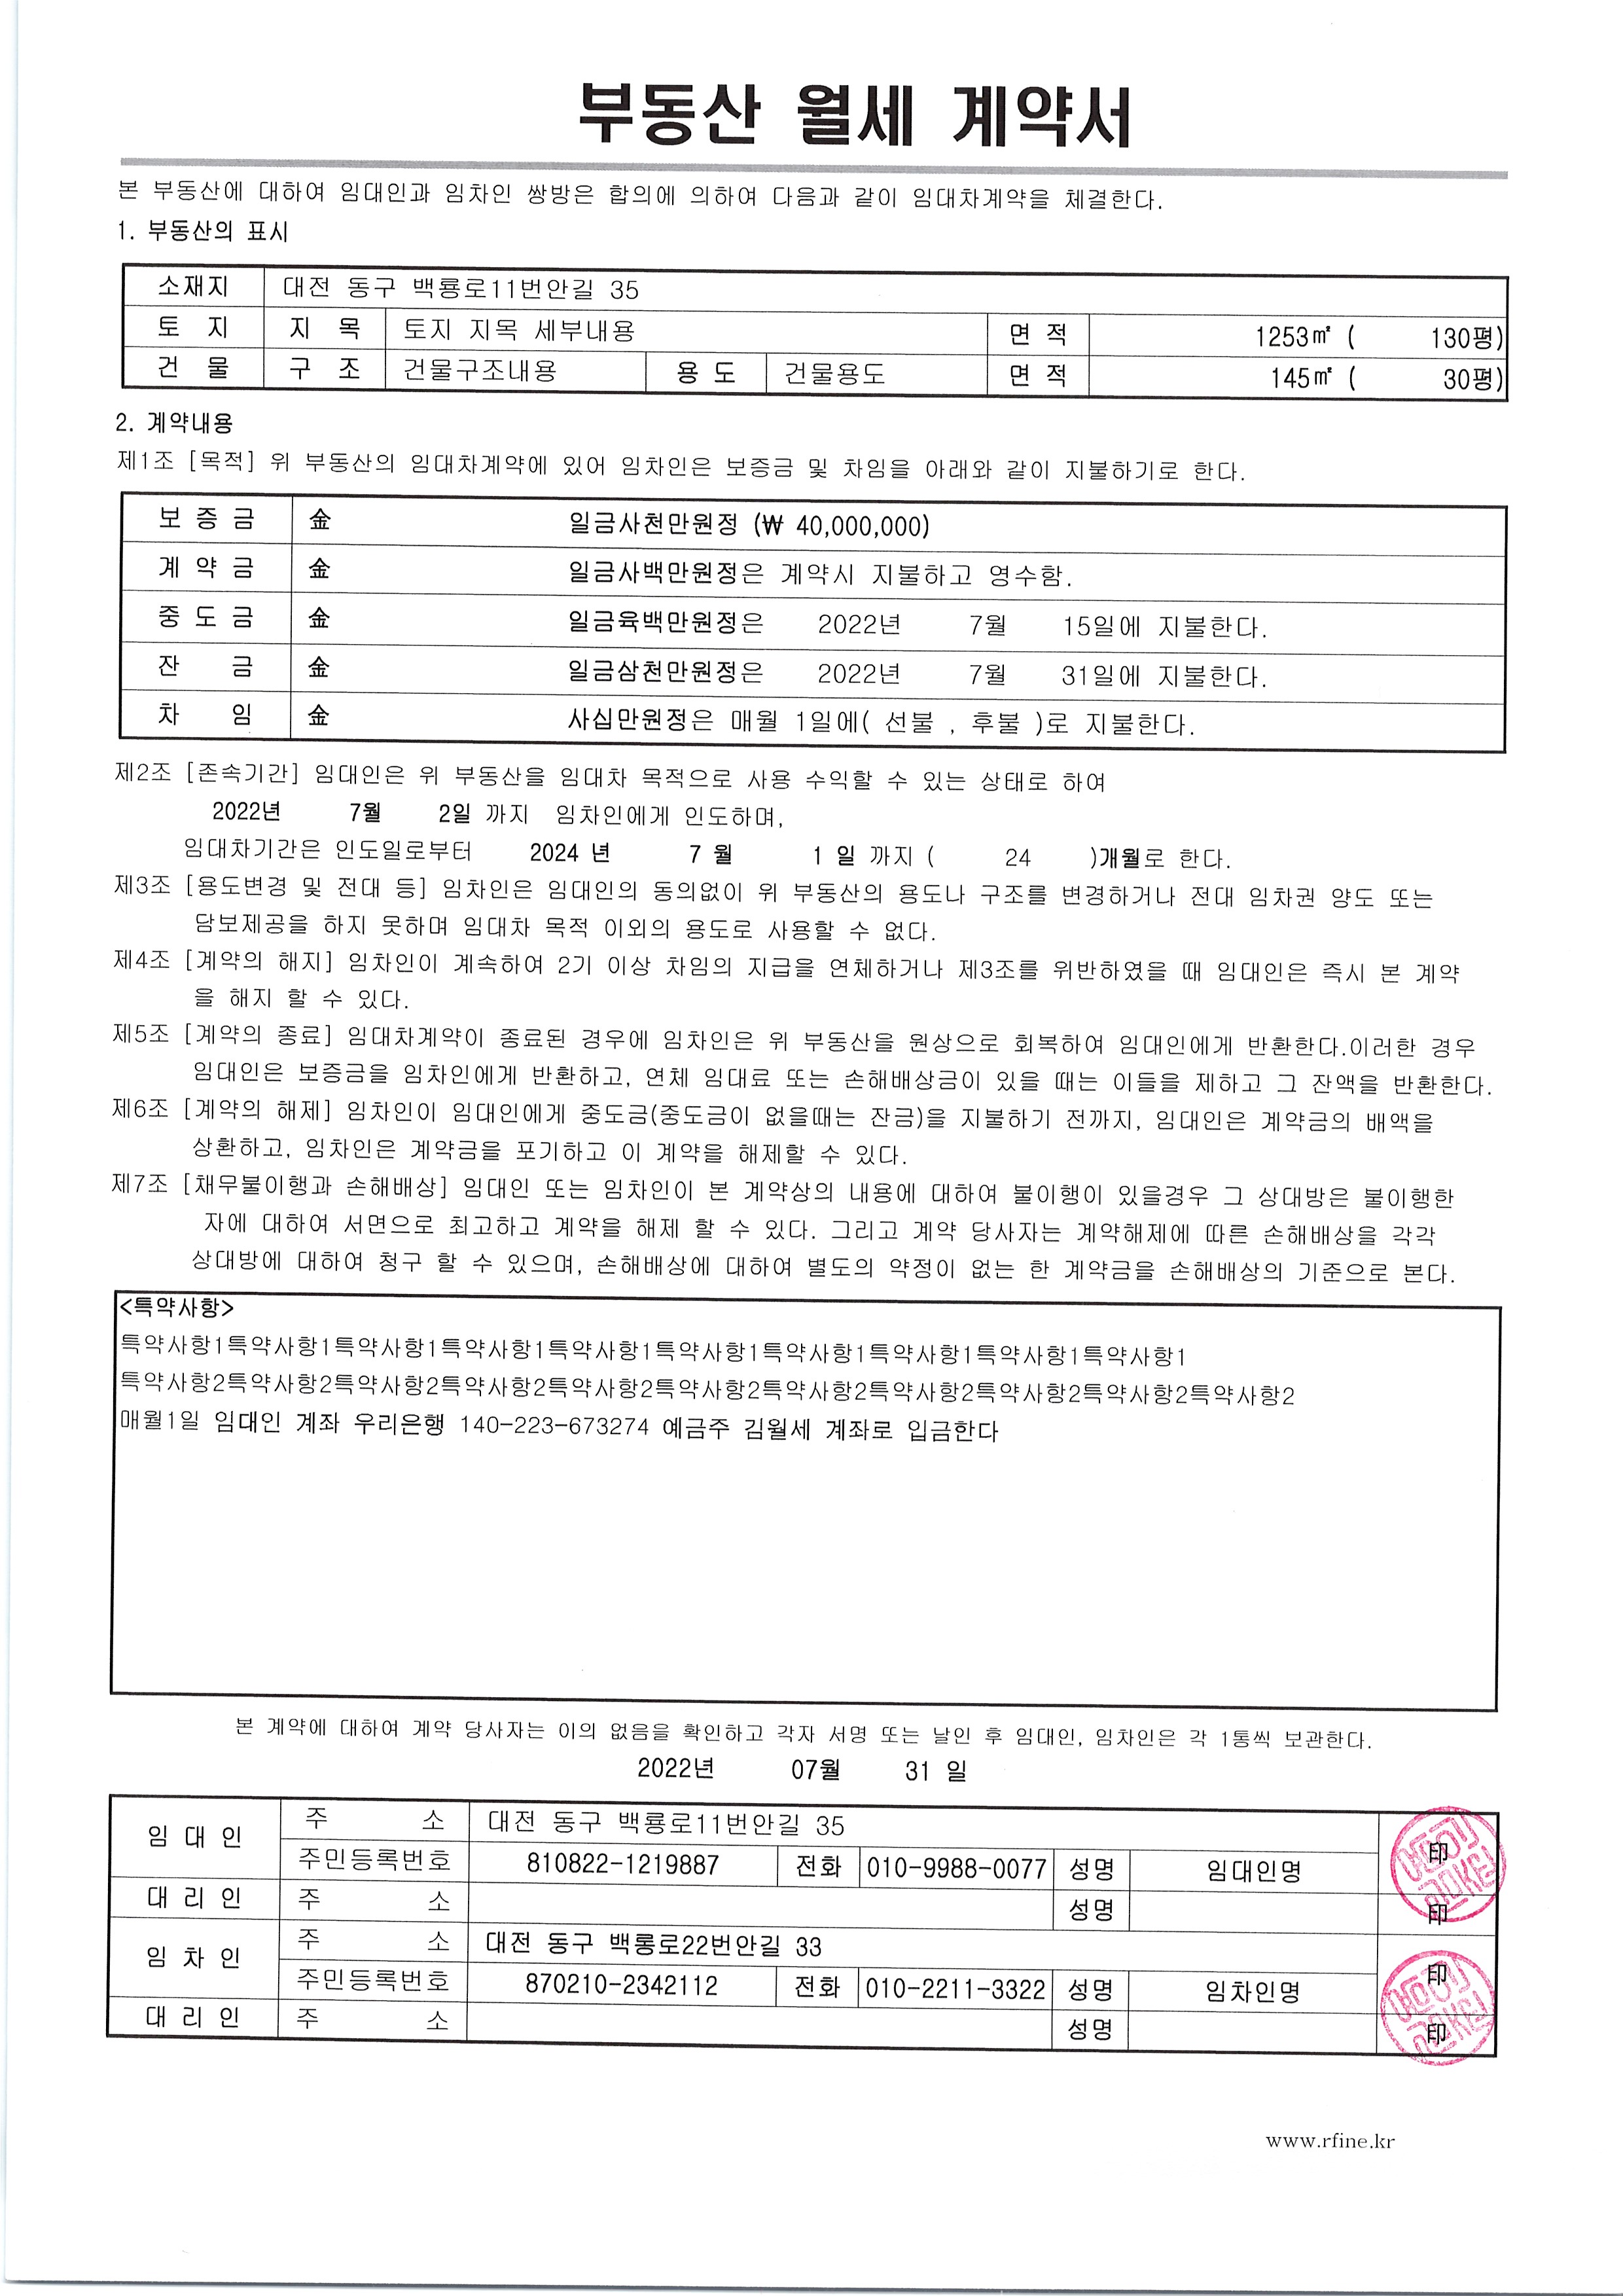 부동산 월세 계약서
본 부동산에 대하여 임대인과 임차인 쌍방은 합의에 의하여 다음과 같이 임대차계약을 체결한다.
1. 부동산의 표시
소재지 대전 동구 백룡로11번안길 35
토 지 지 목 토지 지목 세부내용 면 적 1253㎡ ( 130평)
건 물 구 조 건물구조내용 용 도 건물용도 면 적 145㎡ ( 30평)
2. 계약내용
제1조 [목적] 위 부동산의 임대차계약에 있어 임차인은 보증금 및 차임을 아래와 같이 지불하기로 한다.
보 증 금 金 일금사천만원정 (₩ 40,000,000)
계 약 금 金 일금사백만원정은 계약시 지불하고 영수함.
중 도 금 金 일금육백만원정은 2022년 7월 15일에 지불한다.
잔 금 金 일금삼천만원정은 2022년 7월 31일에 지불한다.
차 임 金 사십만원정은 매월 1일에( 선불 , 후불 )로 지불한다.
제2조 [존속기간] 임대인은 위 부동산을 임대차 목적으로 사용 수익할 수 있는 상태로 하여
2022년 7월 2일 까지 임차인에게 인도하며,
임대차기간은 인도일로부터 2024 년 7 월 1 일 까지 ( 24 )개월로 한다.
제3조 [용도변경 및 전대 등] 임차인은 임대인의 동의없이 위 부동산의 용도나 구조를 변경하거나 전대 임차권 양도 또는
담보제공을 하지 못하며 임대차 목적 이외의 용도로 사용할 수 없다.
제4조 [계약의 해지] 임차인이 계속하여 2기 이상 차임의 지급을 연체하거나 제3조를 위반하였을 때 임대인은 즉시 본 계약
을 해지 할 수 있다.
제5조 [계약의 종료] 임대차계약이 종료된 경우에 임차인은 위 부동산을 원상으로 회복하여 임대인에게 반환한다.이러한 경우
임대인은 보증금을 임차인에게 반환하고, 연체 임대료 또는 손해배상금이 있을 때는 이들을 제하고 그 잔액을 반환한다.
제6조 [계약의 해제] 임차인이 임대인에게 중도금(중도금이 없을때는 잔금)을 지불하기 전까지, 임대인은 계약금의 배액을
상환하고, 임차인은 계약금을 포기하고 이 계약을 해제할 수 있다.
제7조 [채무불이행과 손해배상] 임대인 또는 임차인이 본 계약상의 내용에 대하여 불이행이 있을경우 그 상대방은 불이행한
자에 대하여 서면으로 최고하고 계약을 해제 할 수 있다. 그리고 계약 당사자는 계약해제에 따른 손해배상을 각각
상대방에 대하여 청구 할 수 있으며, 손해배상에 대하여 별도의 약정이 없는 한 계약금을 손해배상의 기준으로 본다.
<특약사항>
특약사항1특약사항1특약사항1특약사항1특약사항1특약사항1특약사항1특약사항1특약사항1특약사항1
특약사항2특약사항2특약사항2특약사항2특약사항2특약사항2특약사항2특약사항2특약사항2특약사항2특약사항2
매월1일 임대인 계좌 우리은행 140-223-673274 예금주 김월세 계좌로 입금한다
본 계약에 대하여 계약 당사자는 이의 없음을 확인하고 각자 서명 또는 날인 후 임대인, 임차인은 각 1통씩 보관한다.
2022년 07월 31 일
임 대 인 주 소 대전 동구 백룡로11번안길 35 印
주민등록번호 810822-1219887 전화 010-9988-0077 성명 임대인명
대 리 인 주 소 성명 印
임 차 인 주 소 대전 동구 백롱로22번안길 33 印
주민등록번호 870210-2342112 전화 010-2211-3322 성명 임차인명
대 리 인 주 소 성명 印
www.rfine.kr